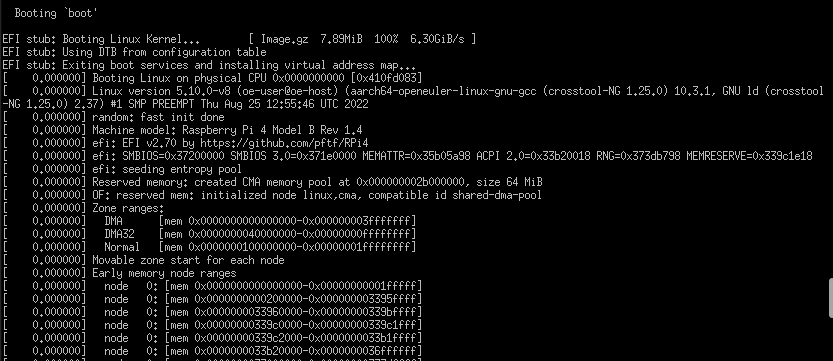 Booting `boot'
EFI stub: Booting Linux Kernel... [ Image.gz 7.89MiB 100% 6.30GiB/s ]
EFI stub: Using DTB from configuration table
EFI stub: Exiting boot services and installing virtual address map...
[ 0.000000] Booting Linux on physical CPU 0x0000000000 [0x410fd083]
[ 0.000000] Linux version 5.10.0-v8 (oe-user@oe-host) (aarch64-openeuler-linux-gnu-gcc (crosstool-NG 1.25.0) 10.3.1, GNU ld (crosstool
-NG 1.25.0) 2.37) #1 SMP PREEMPT Thu Aug 25 12:55:46 UTC 2022
[ 0.000000] random: fast init done
[ 0.000000] Machine model: Raspberry Pi 4 Model B Rev 1.4
[ 0.000000] efi: EFI v2.70 by https://github.com/pftf/RPi4
[ 0.000000] efi: SMBIOS=0x37200000 SMBIOS 3.0=0x371e0000 MEMATTR=0x35b05a98 ACPI 2.0=0x33b20018 RNG=0x373db798 MEMRESERVE=0x339c1e18
[ 0.000000] efi: seeding entropy pool
[ 0.000000] Reserved memory: created CMA memory pool at 0x000000002b000000, size 64 MiB
[ 0.000000] OF: reserved mem: initialized node linux,cma, compatible id shared-dma-pool
[ 0.000000] Zone ranges:
[ 0.000000] DMA [mem 0x0000000000000000-0x000000003fffffff]
[ 0.000000] DMA32 [mem 0x0000000040000000-0x00000000ffffffff]
[ 0.000000] Normal [mem 0x0000000100000000-0x00000001ffffffff]
[ 0.000000] Movable zone start for each node
[ 0.000000] Early memory node ranges
[ 0.000000] node 0: [mem 0x0000000000000000-0x00000000001fffff]
[ 0.000000] node 0: [mem 0x0000000000200000-0x000000003395ffff]
[ 0.000000] node 0: [mem 0x0000000033960000-0x00000000339bffff]
[ 0.000000] node 0: [mem 0x00000000339c0000-0x00000000339c1fff]
[ 0.000000] node 0: [mem 0x00000000339c2000-0x0000000033b1ffff]
[ 0.000000] node 0: [mem 0x0000000033b20000-0x0000000036ffffff]